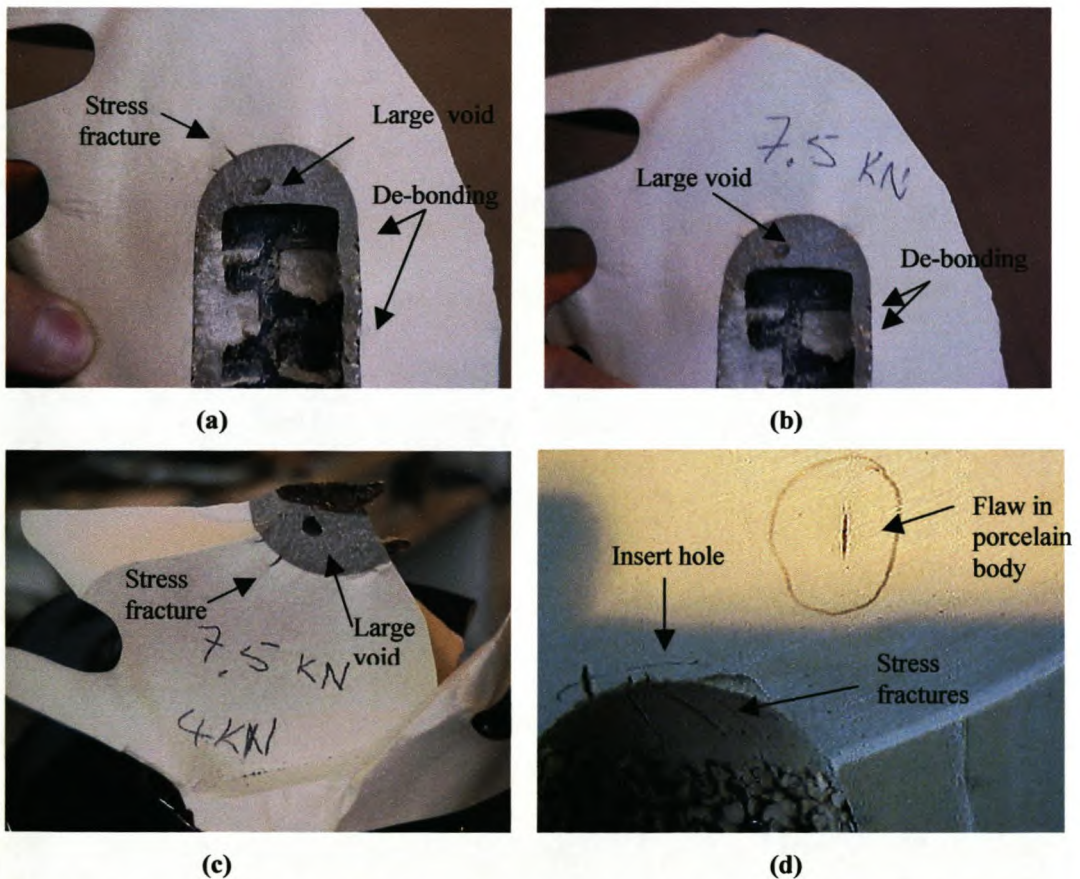 Stress
fracture
Large void
De-bonding
(a)
7.5 KN
Large void
De-bonding
(b)
Stress
fracture
Large
void
7.5 KN
4KN
(c)
Flaw in
porcelain
body
Insert hole
Stress
fractures
(d)